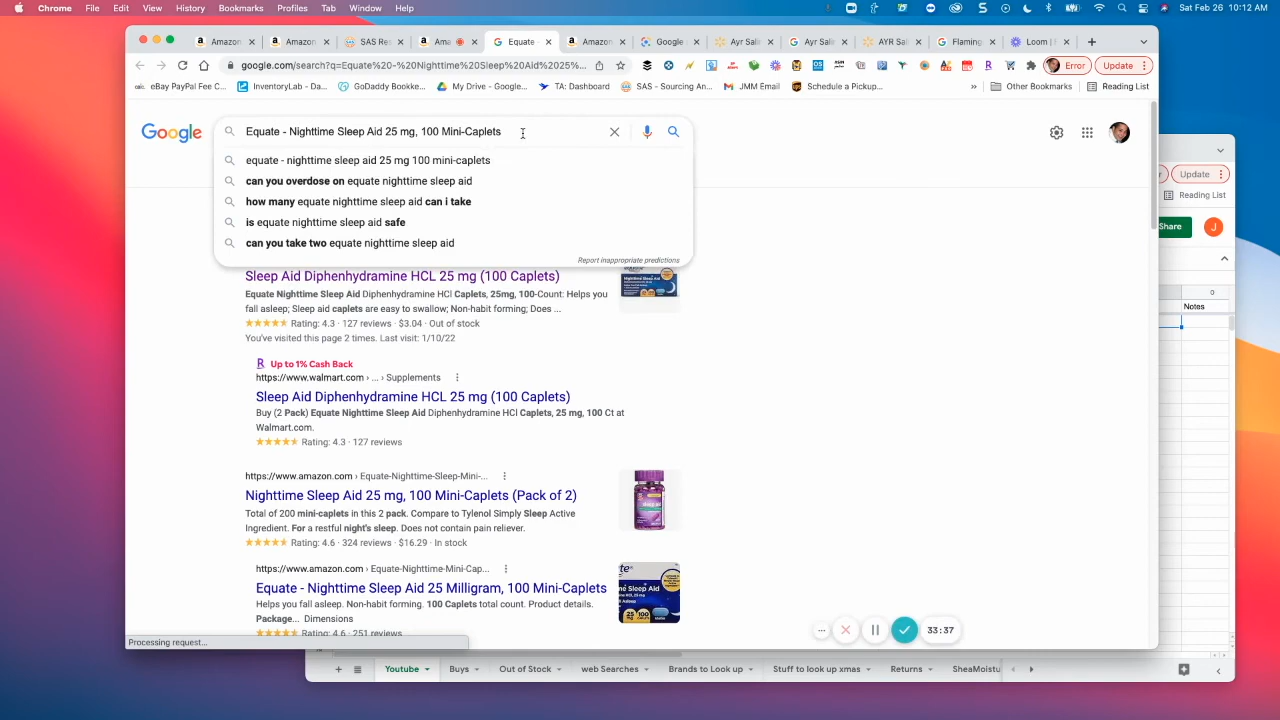 Chrome File Edit View History Bookmarks Profiles Tab Window Help
Sat Feb 26 10:12 AM
Amazon
Amazon
SAS Re
Ama
Equate -
Amazon
Google
Ayr Sali
Ayr Sali
AYR Sa
Flaming
Loom |
google.com/search?q=Equate%20-%20Nighttime%20Sleep%20Aid%2025%...
Error
Update
eBay PayPal Fee C...
InventoryLab - Da...
GoDaddy Bookke...
My Drive - Google...
TA: Dashboard
SAS - Sourcing An...
JMM Email
Schedule a Pickup...
»
Other Bookmarks
Reading List
Google
Equate - Nighttime Sleep Aid 25 mg, 100 Mini-Caplets
equate - nighttime sleep aid 25 mg 100 mini-caplets
can you overdose on equate nighttime sleep aid
how many equate nighttime sleep aid can i take
is equate nighttime sleep aid safe
can you take two equate nighttime sleep aid
Report inappropriate predictions
Update
Reading List
Share
J
O
Notes
Sleep Aid Diphenhydramine HCL 25 mg (100 Caplets)
Equate Nighttime Sleep Aid Diphenhydramine HCl Caplets, 25mg, 100-Count: Helps you
fall asleep; Sleep aid caplets are easy to swallow; Non-habit forming; Does ...
Rating: 4.3 · 127 reviews · $3.04 · Out of stock
You've visited this page 2 times. Last visit: 1/10/22
R Up to 1% Cash Back
https://www.walmart.com › ... › Supplements
Sleep Aid Diphenhydramine HCL 25 mg (100 Caplets)
Buy (2 Pack) Equate Nighttime Sleep Aid Diphenhydramine HCl Caplets, 25 mg, 100 Ct at
Walmart.com.
Rating: 4.3 · 127 reviews
https://www.amazon.com › Equate-Nighttime-Sleep-Mini-...
Nighttime Sleep Aid 25 mg, 100 Mini-Caplets (Pack of 2)
Total of 200 mini-caplets in this 2 pack. Compare to Tylenol Simply Sleep Active
Ingredient. For a restful night's sleep. Does not contain pain reliever.
Rating: 4.6 · 324 reviews · $16.29 · In stock
https://www.amazon.com › Equate-Nighttime-Mini-Cap...
Equate - Nighttime Sleep Aid 25 Milligram, 100 Mini-Caplets
Helps you fall asleep. Non-habit forming. 100 Caplets total count. Product details.
Package... Dimensions
Rating: 4.6 · 251 reviews
Processing request...
33:37
Youtube
Buys
Out of Stock
web Searches
Brands to Look up
Stuff to look up xmas
Returns
SheaMoistu